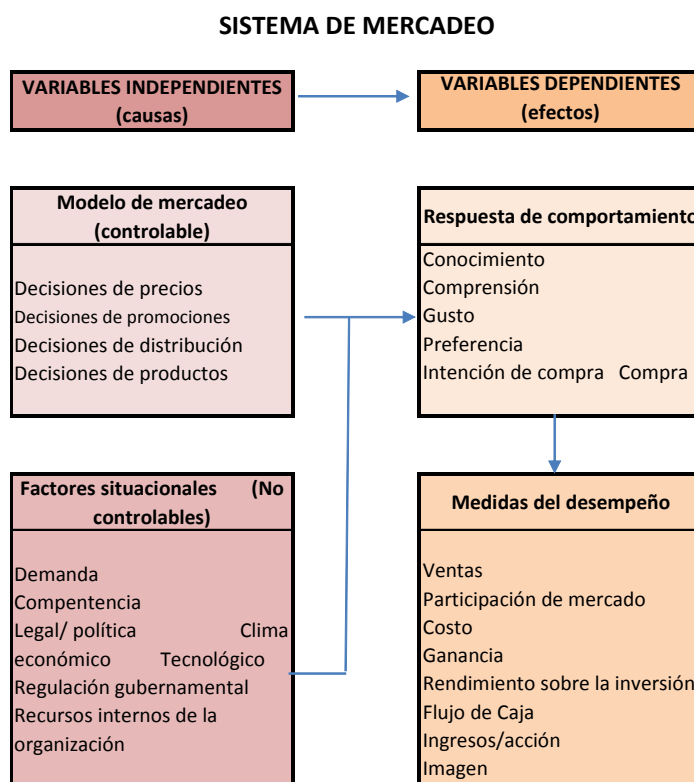 SISTEMA DE MERCADEO
VARIABLES INDEPENDIENTES
(causas)
VARIABLES DEPENDIENTES
(efectos)
Modelo de mercadeo
(controlable)
Decisiones de precios
Decisiones de promociones
Decisiones de distribución
Decisiones de productos
Respuesta de comportamiento
Conocimiento
Comprensión
Gusto
Preferencia
Intención de compra Compra
Factores situacionales (No
controlables)
Demanda
Compentencia
Legal/ política Clima
económico Tecnológico
Regulación gubernamental
Recursos internos de la
organización
Medidas del desempeño
Ventas
Participación de mercado
Costo
Ganancia
Rendimiento sobre la inversión
Flujo de Caja
Ingresos/acción
Imagen